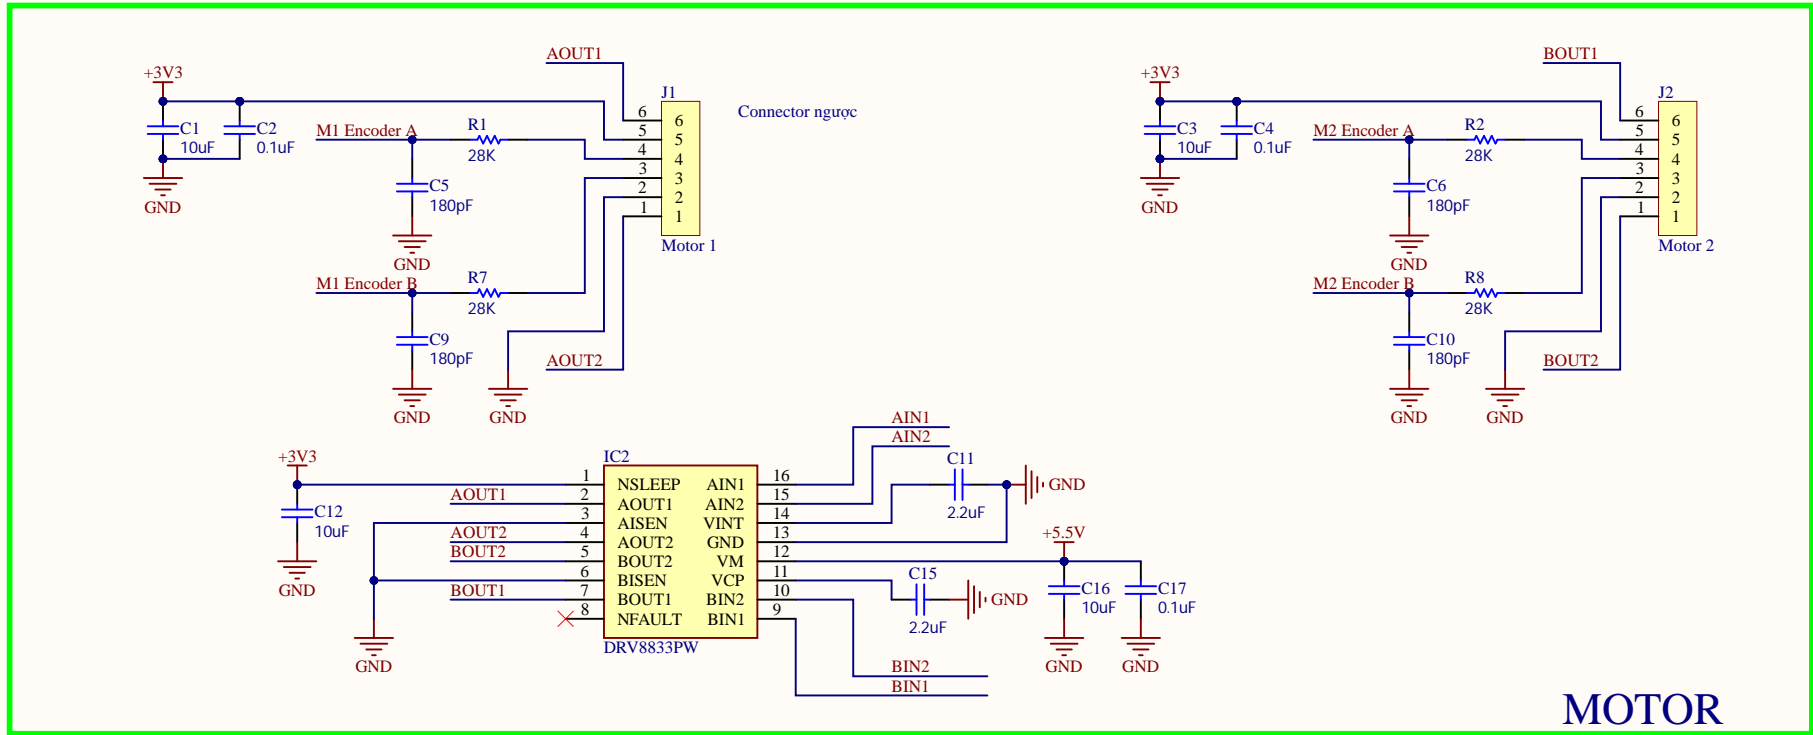 AOUT1
+3V3
C1
10uF
C2
0.1uF
M1 Encoder A
R1
28K
C5
180pF
GND
GND
M1 Encoder B
R7
28K
C9
180pF
GND
GND
AOUT2
J1
6 6
5 5
4 4
3 3
2 2
1 1
Motor 1
Connector ngược
BOUT1
+3V3
C3
10uF
C4
0.1uF
M2 Encoder A
R2
28K
C6
180pF
GND
GND
M2 Encoder B
R8
28K
C10
180pF
GND
GND
BOUT2
J2
6 6
5 5
4 4
3 3
2 2
1 1
Motor 2
+3V3
C12
10uF
GND
AOUT1
AOUT2
BOUT2
BOUT1
GND
IC2
1 NSLEEP AIN1 16
2 AOUT1 AIN2 15
3 AISEN VINT 14
4 AOUT2 GND 13
5 BOUT2 VM 12
6 BISEN VCP 11
7 BOUT1 BIN2 10
8 NFAULT BIN1 9
DRV8833PW
AIN1
AIN2
C11
2.2uF
GND
+5.5V
C15
2.2uF
GND
C16
10uF
GND
C17
0.1uF
GND
BIN2
BIN1
MOTOR